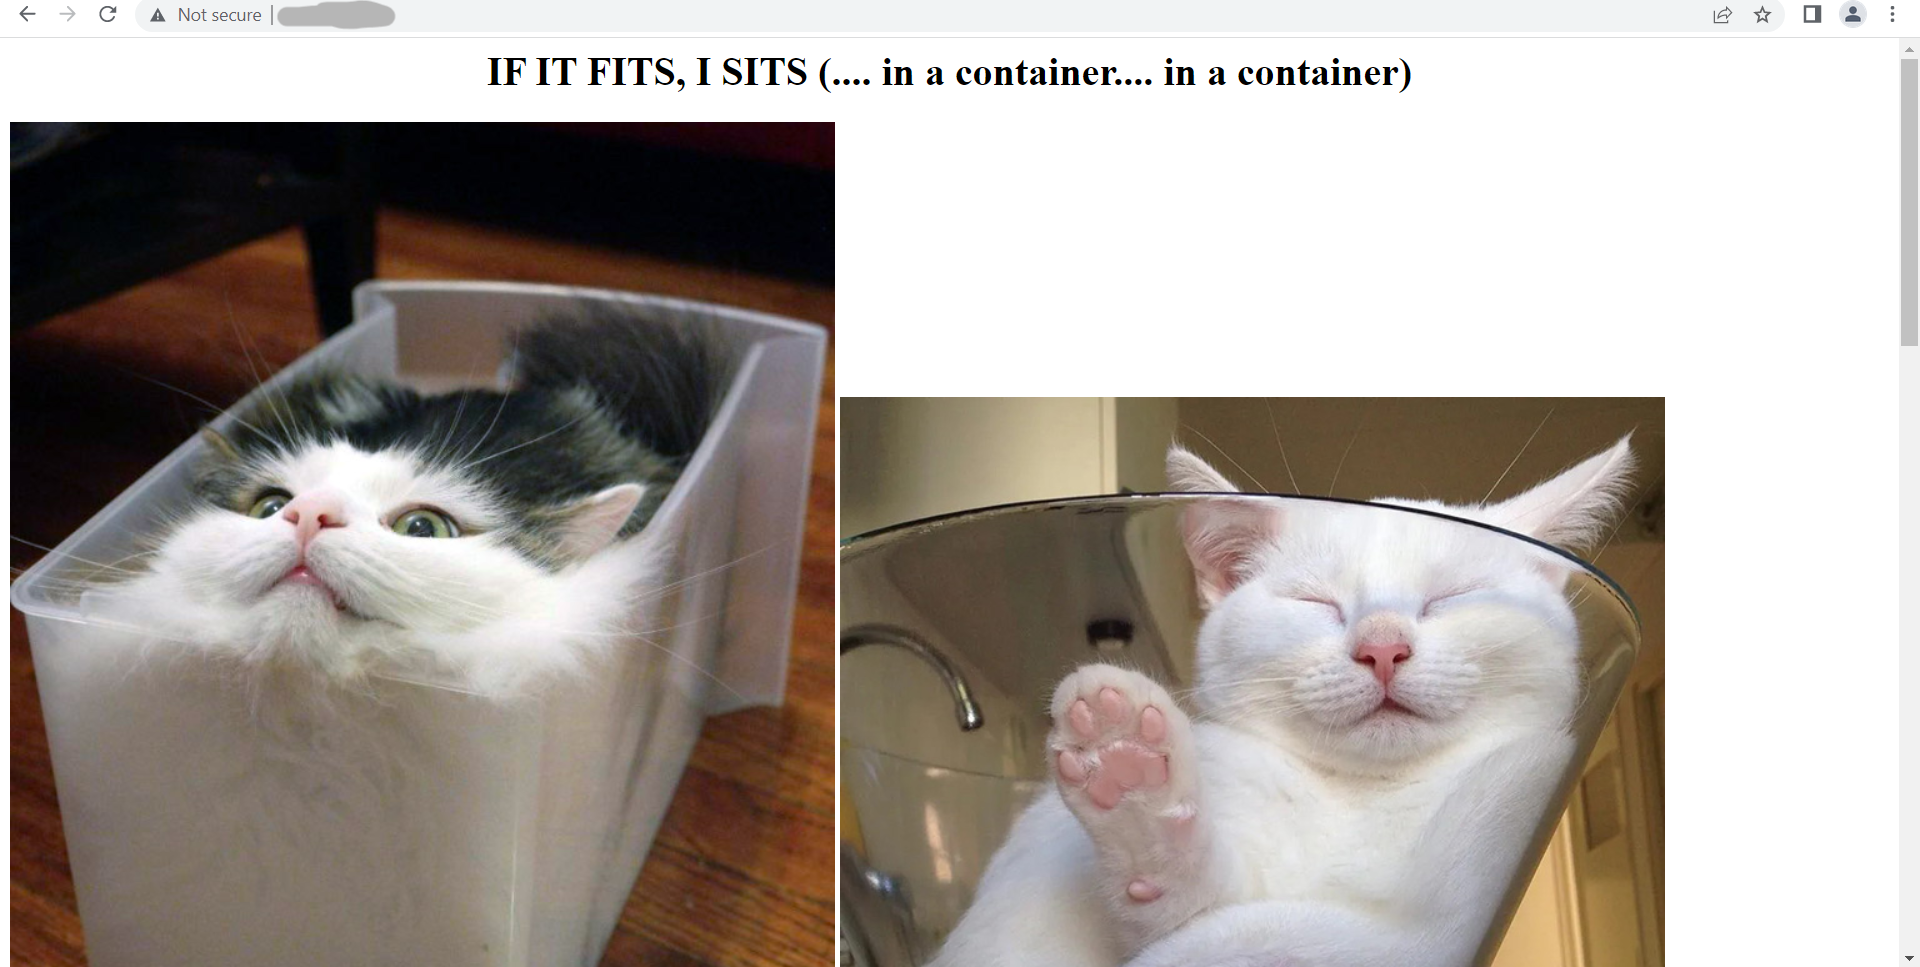 Not secure
IF IT FITS, I SITS (.... in a container.... in a container)